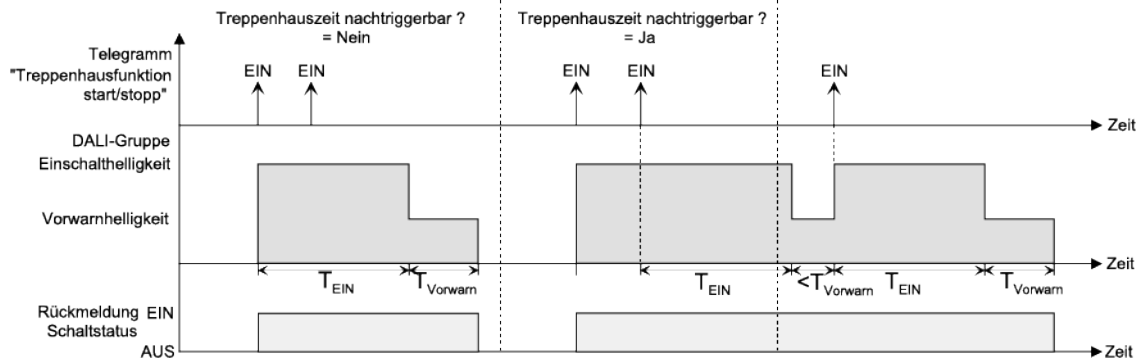 Treppenhauszeit nachtriggerbar ?
= Nein
Treppenhauszeit nachtriggerbar ?
= Ja
Telegramm
"Treppenhausfunktion
start/stopp"
EIN
EIN
EIN
EIN
EIN
Zeit
DALI-Gruppe
Einschalthelligkeit
Vorwarnhelligkeit
Zeit
TEIN
TVorwarn
TEIN
<TVorwarn
TEIN
TVorwarn
Rückmeldung EIN
Schaltstatus
AUS
Zeit